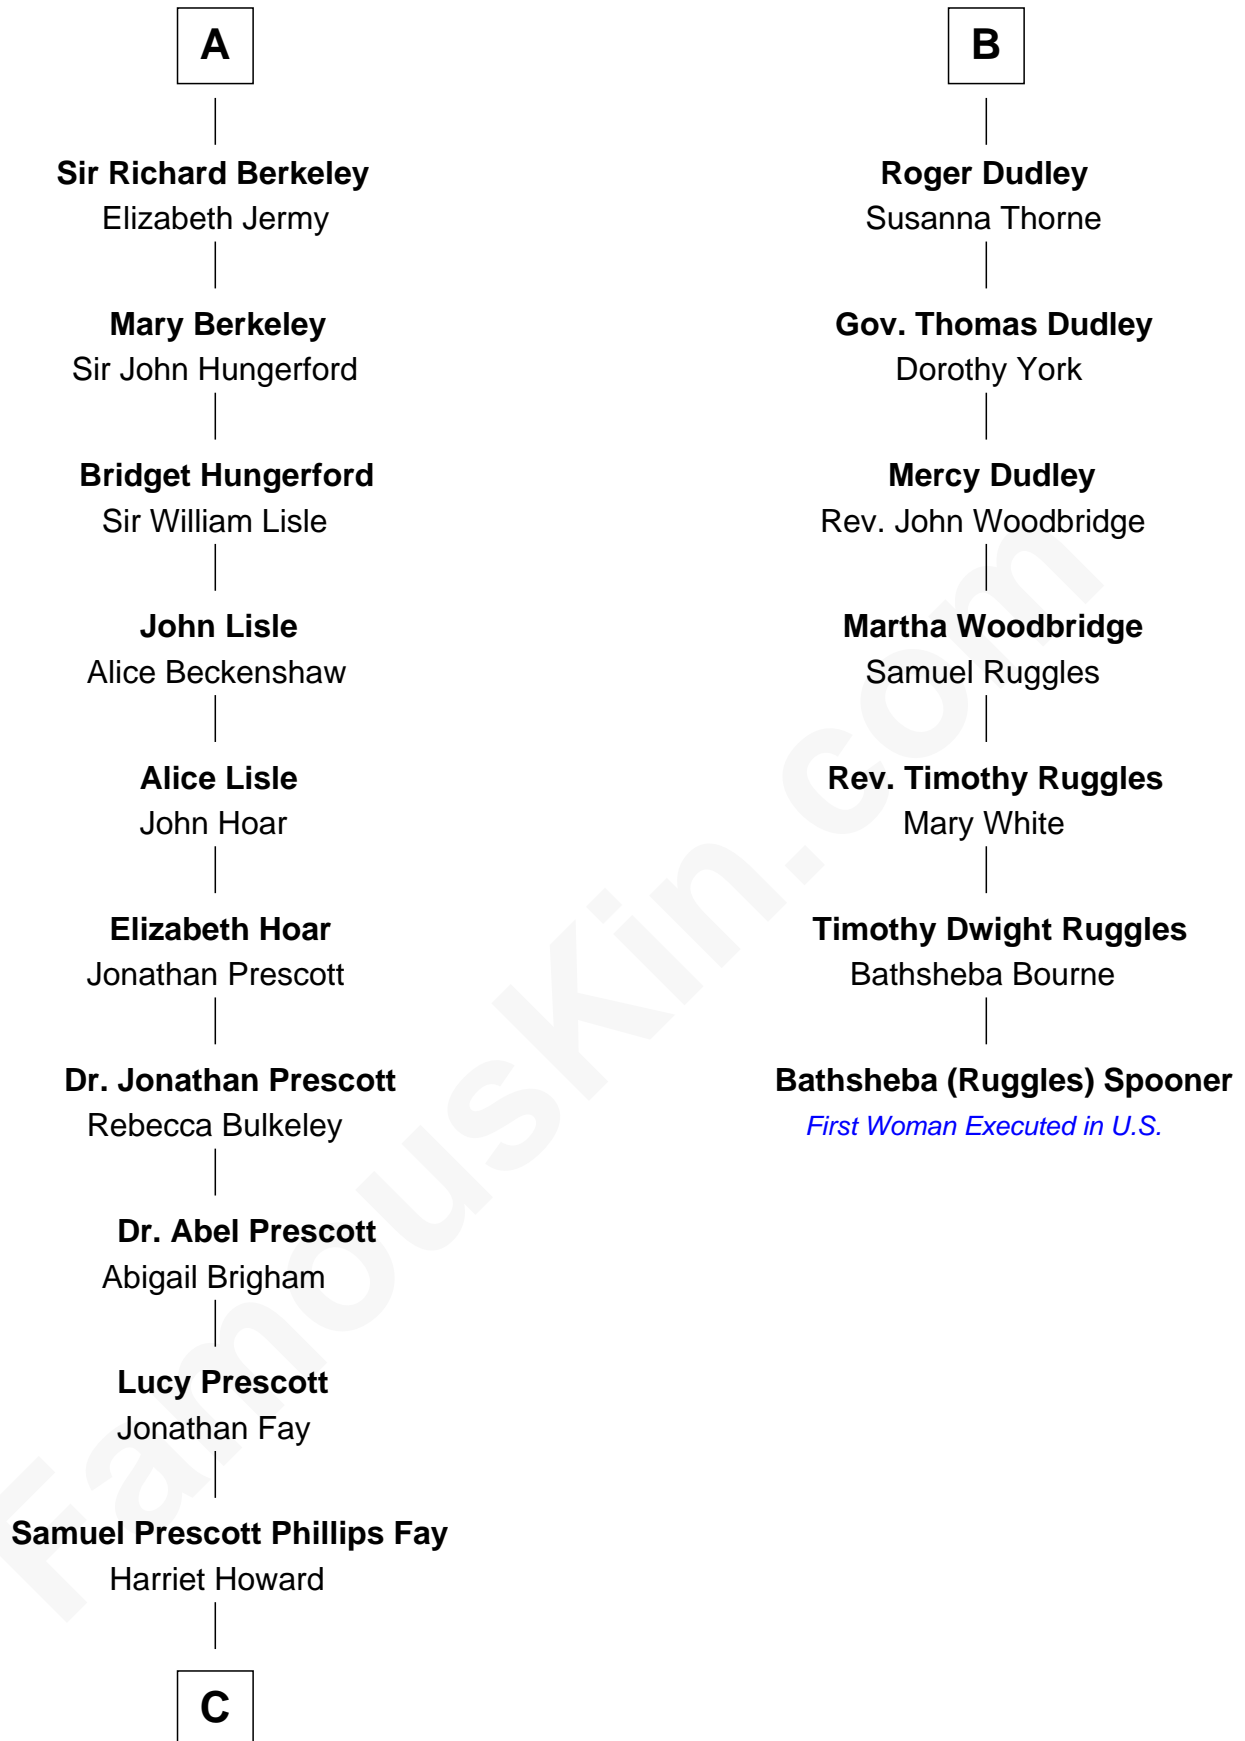 A
Sir Richard Berkeley
Elizabeth Jermy
Mary Berkeley
Sir John Hungerford
Bridget Hungerford
Sir William Lisle
John Lisle
Alice Beckenshaw
Alice Lisle
John Hoar
Elizabeth Hoar
Jonathan Prescott
Dr. Jonathan Prescott
Rebecca Bulkeley
Dr. Abel Prescott
Abigail Brigham
Lucy Prescott
Jonathan Fay
Samuel Prescott Phillips Fay
Harriet Howard
C
B
Roger Dudley
Susanna Thorne
Gov. Thomas Dudley
Dorothy York
Mercy Dudley
Rev. John Woodbridge
Martha Woodbridge
Samuel Ruggles
Rev. Timothy Ruggles
Mary White
Timothy Dwight Ruggles
Bathsheba Bourne
Bathsheba (Ruggles) Spooner
First Woman Executed in U.S.
FamousKin.com